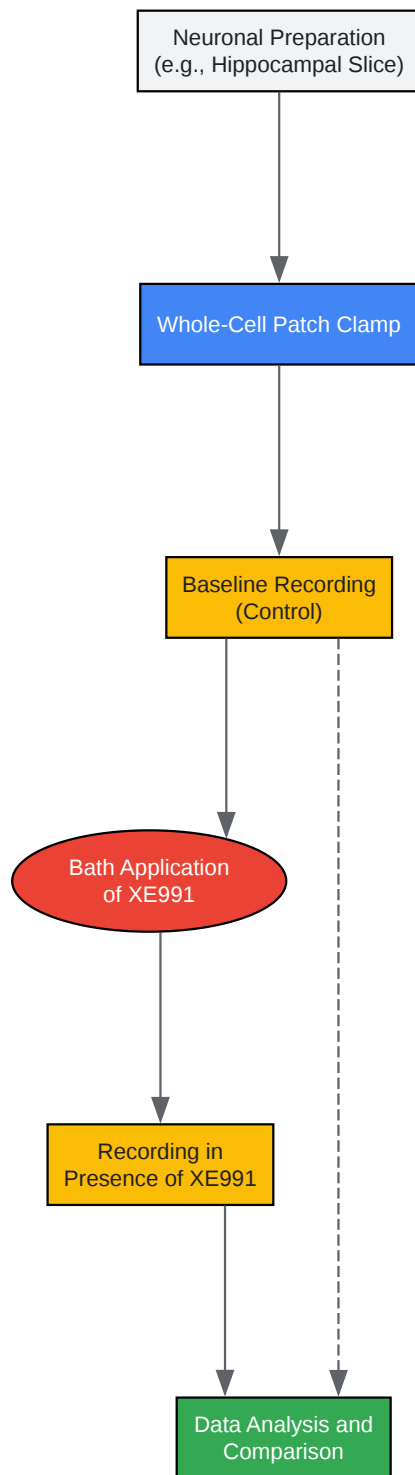 Neuronal Preparation
(e.g., Hippocampal Slice)
Whole-Cell Patch Clamp
Baseline Recording
(Control)
Bath Application
of XE991
Recording in
Presence of XE991
Data Analysis and
Comparison